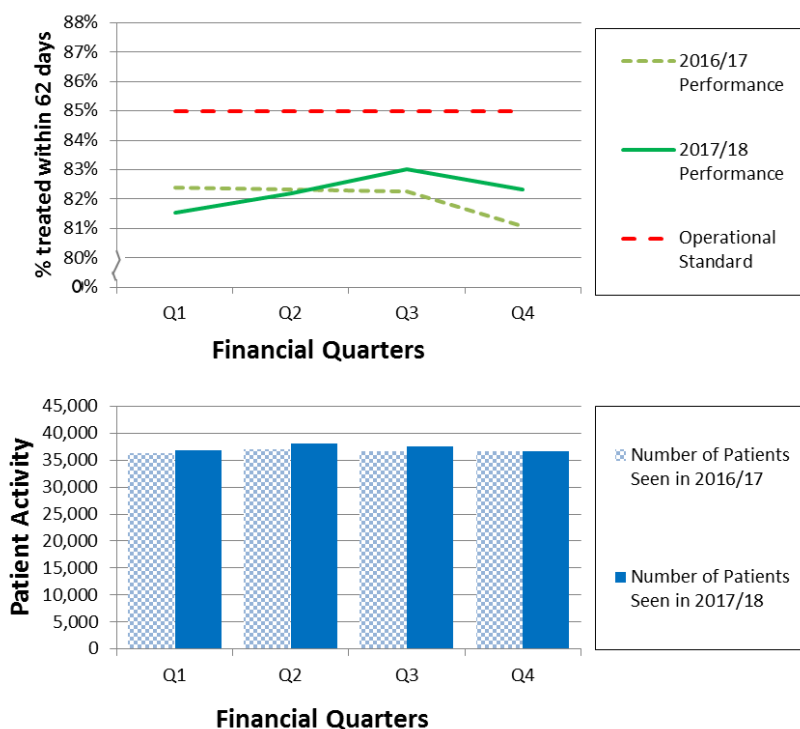 88%
87%
86%
85%
84%
83%
82%
81%
80%
0%
% treated within 62 days
Q1
Q2
Q3
Q4
Financial Quarters
2016/17
Performance
2017/18
Performance
Operational
Standard
45,000
40,000
35,000
30,000
25,000
20,000
15,000
10,000
5,000
0
Patient Activity
Q1
Q2
Q3
Q4
Financial Quarters
Number of Patients
Seen in 2016/17
Number of Patients
Seen in 2017/18